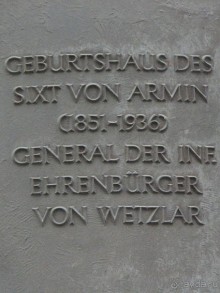 GEBURTSHAUS DES
SIXT VON ARMIN
(1851-1936)
GENERAL DER INF.
EHRENBÜRGER
VON WETZLAR